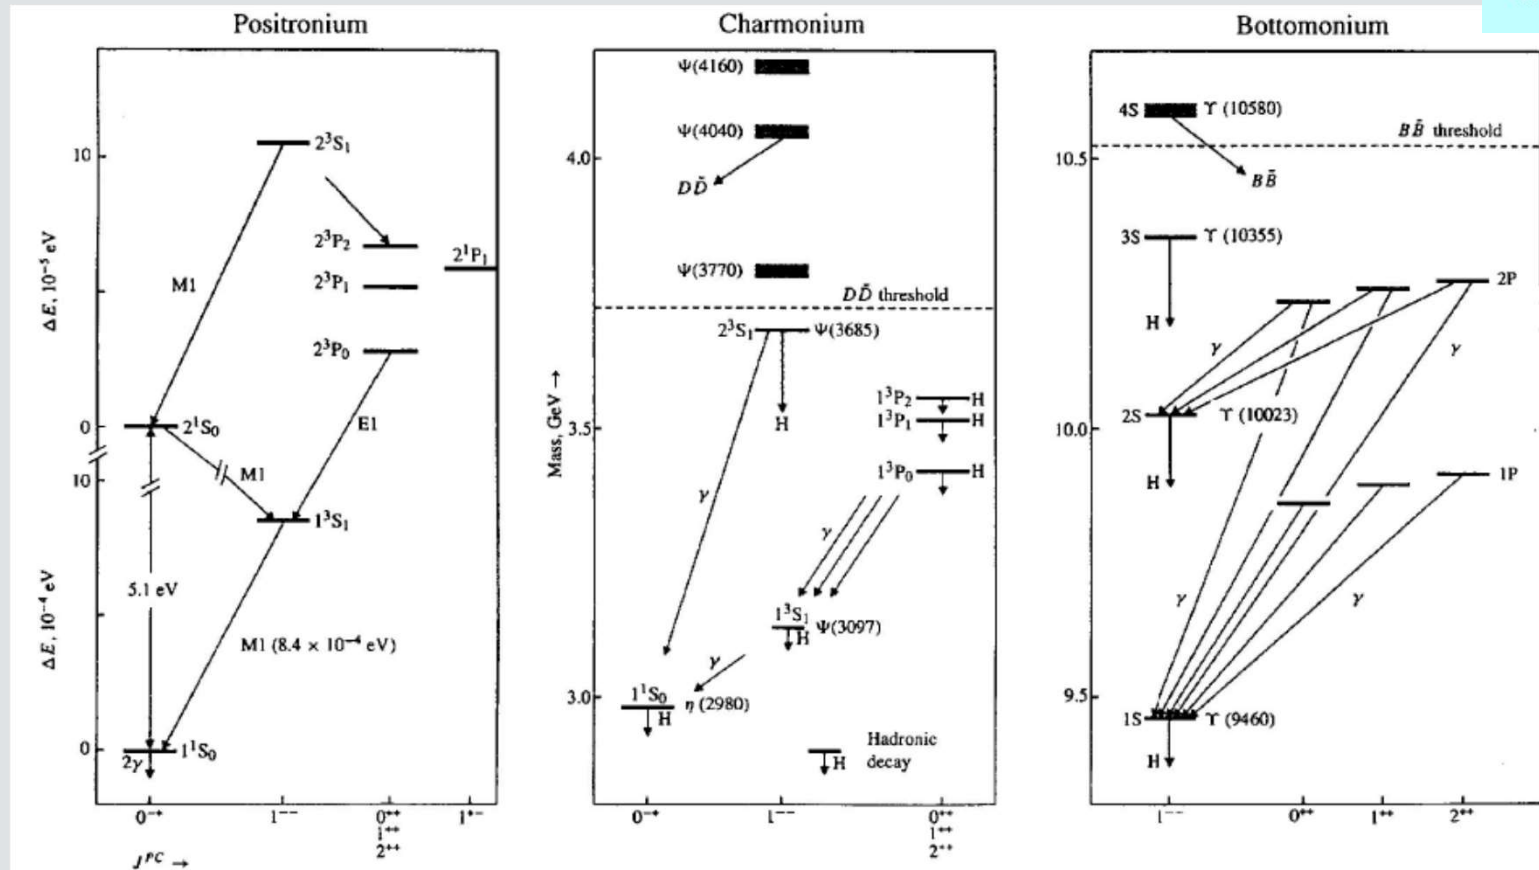 Positronium
10
0
10
0
ΔE, 10⁻⁵ eV
ΔE, 10⁻⁴ eV
2³S₁
2³P₂
2¹P₁
2³P₁
2³P₀
M1
E1
2¹S₀
M1
1³S₁
5.1 eV
M1 (8.4 × 10⁻⁴ eV)
1¹S₀
2γ
0⁻⁺
1⁻⁻
0⁺⁺
1⁺⁺
2⁺⁺
1⁺⁻
J^PC →
Charmonium
Mass, GeV →
4.0
3.5
3.0
Ψ(4160)
Ψ(4040)
DD̄
Ψ(3770)
DD̄ threshold
2³S₁ Ψ(3685)
H
1³P₂ H
1³P₁ H
1³P₀ H
γ
γ
1³S₁
Ψ(3097)
H
γ
1¹S₀
η (2980)
H
Hadronic
H decay
0⁻⁺
1⁻⁻
0⁺⁺
1⁺⁺
2⁺⁺
Bottomonium
10.5
10.0
9.5
4S ϒ (10580)
BB̄ threshold
BB̄
3S ϒ (10355)
2P
H
γ
γ
2S ϒ (10023)
1P
H
γ
γ
1S ϒ (9460)
H
1⁻⁻
0⁺⁺
1⁺⁺
2⁺⁺